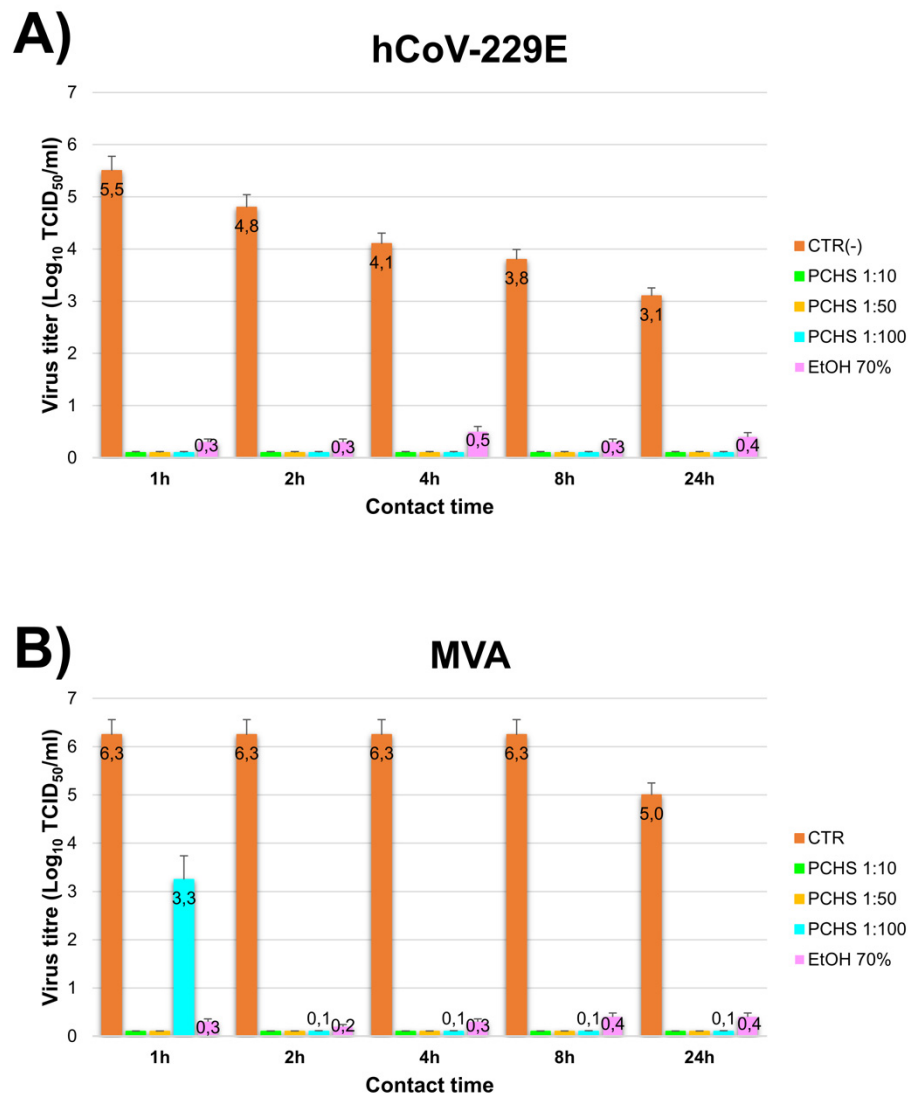 A)
hCoV-229E
Virus titer (Log₁₀ TCID₅₀/ml)
7
6
5
4
3
2
1
0
5,5
4,8
4,1
3,8
3,1
0,3
0,3
0,5
0,3
0,4
1h
2h
4h
8h
24h
Contact time
CTR(-)
PCHS 1:10
PCHS 1:50
PCHS 1:100
EtOH 70%
B)
MVA
Virus titre (Log₁₀ TCID₅₀/ml)
7
6
5
4
3
2
1
0
6,3
6,3
6,3
6,3
5,0
3,3
0,1
0,1
0,1
0,1
0,3
0,2
0,3
0,4
0,4
1h
2h
4h
8h
24h
Contact time
CTR
PCHS 1:10
PCHS 1:50
PCHS 1:100
EtOH 70%